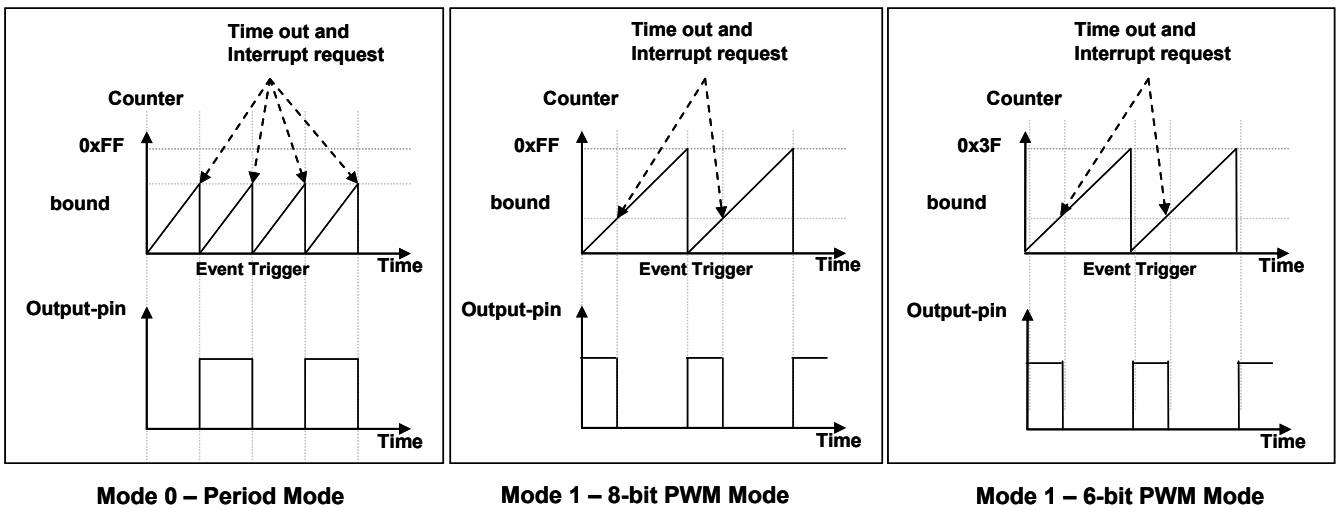 Time out and
Interrupt request
Counter
0xFF
bound
Event Trigger
Time
Output-pin
Time
Mode 0 – Period Mode
Time out and
Interrupt request
Counter
0xFF
bound
Event Trigger
Time
Output-pin
Time
Mode 1 – 8-bit PWM Mode
Time out and
Interrupt request
Counter
0x3F
bound
Event Trigger
Time
Output-pin
Time
Mode 1 – 6-bit PWM Mode